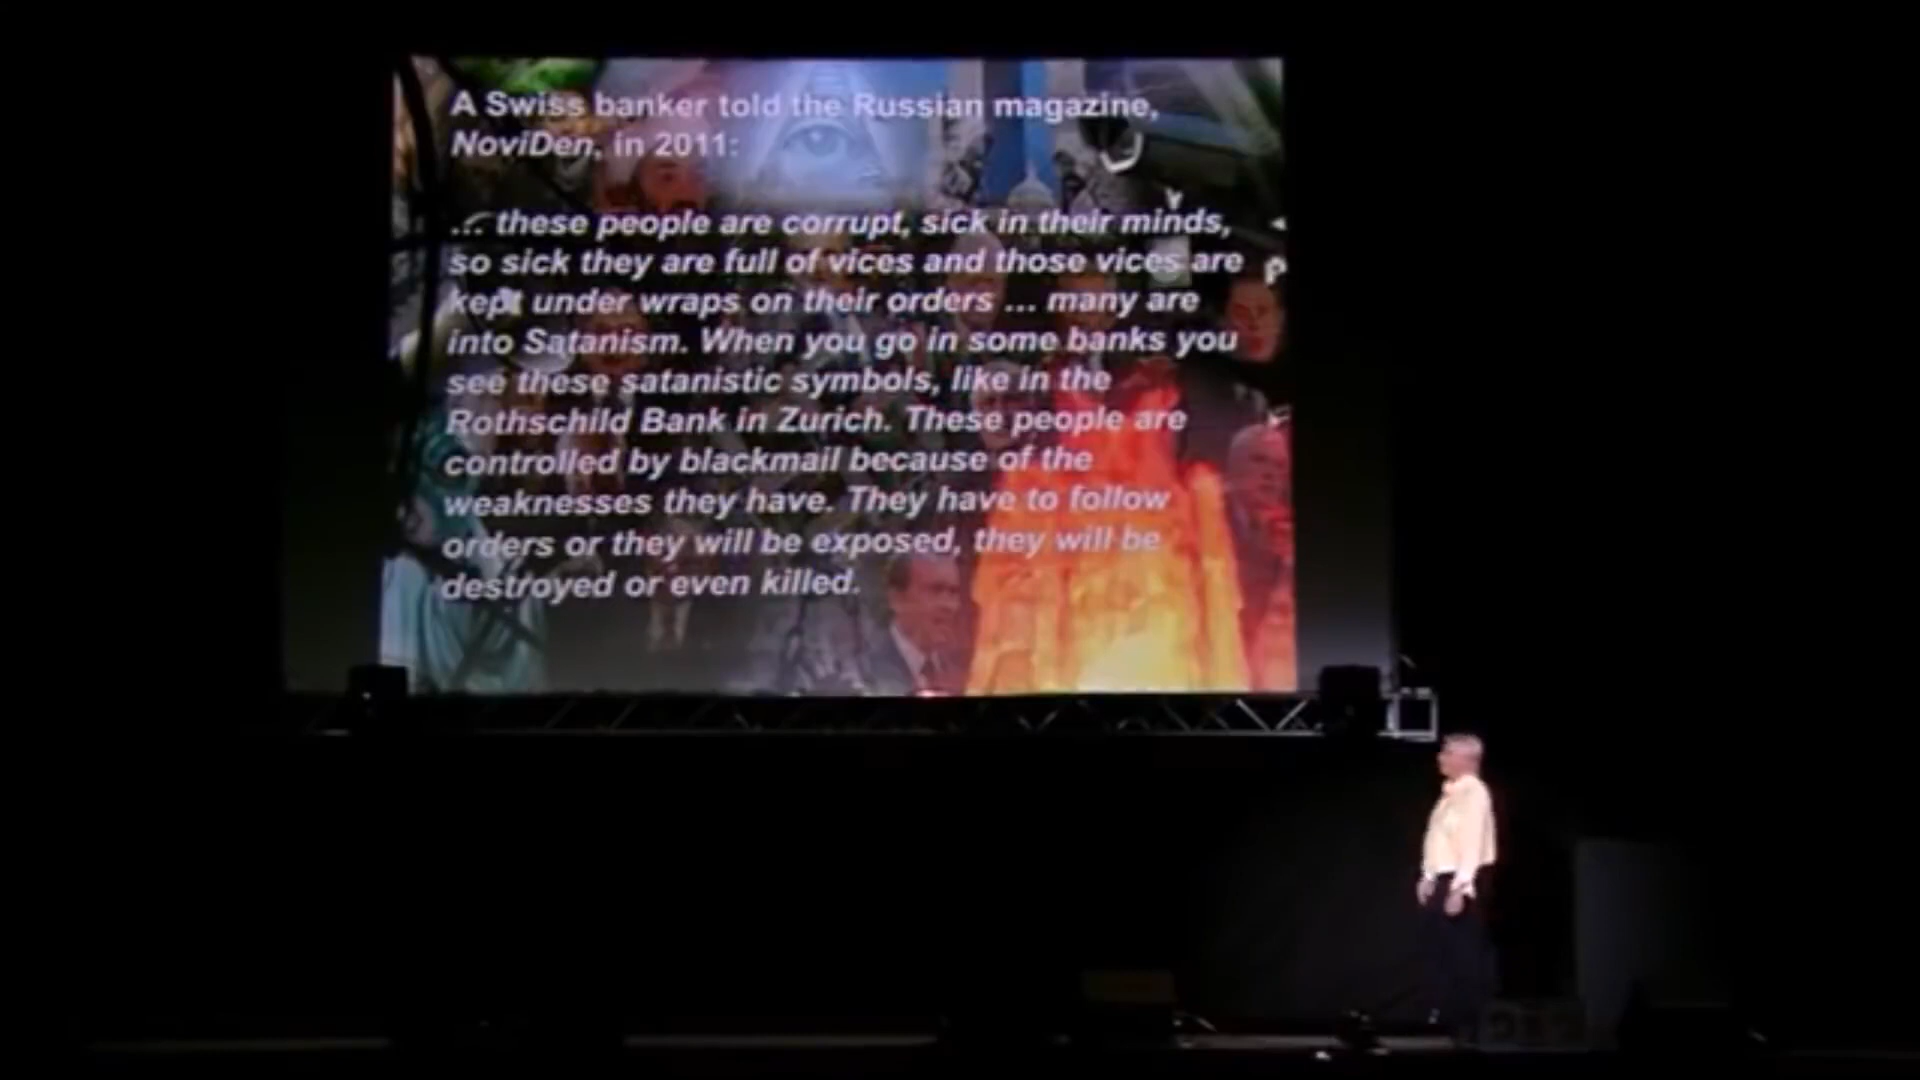 A Swiss banker told the Russian magazine,
NoviDen, in 2011:
... these people are corrupt, sick in their minds,
so sick they are full of vices and those vices are
kept under wraps on their orders ... many are
into Satanism. When you go in some banks you
see these satanistic symbols, like in the
Rothschild Bank in Zurich. These people are
controlled by blackmail because of the
weaknesses they have. They have to follow
orders or they will be exposed, they will be
destroyed or even killed.